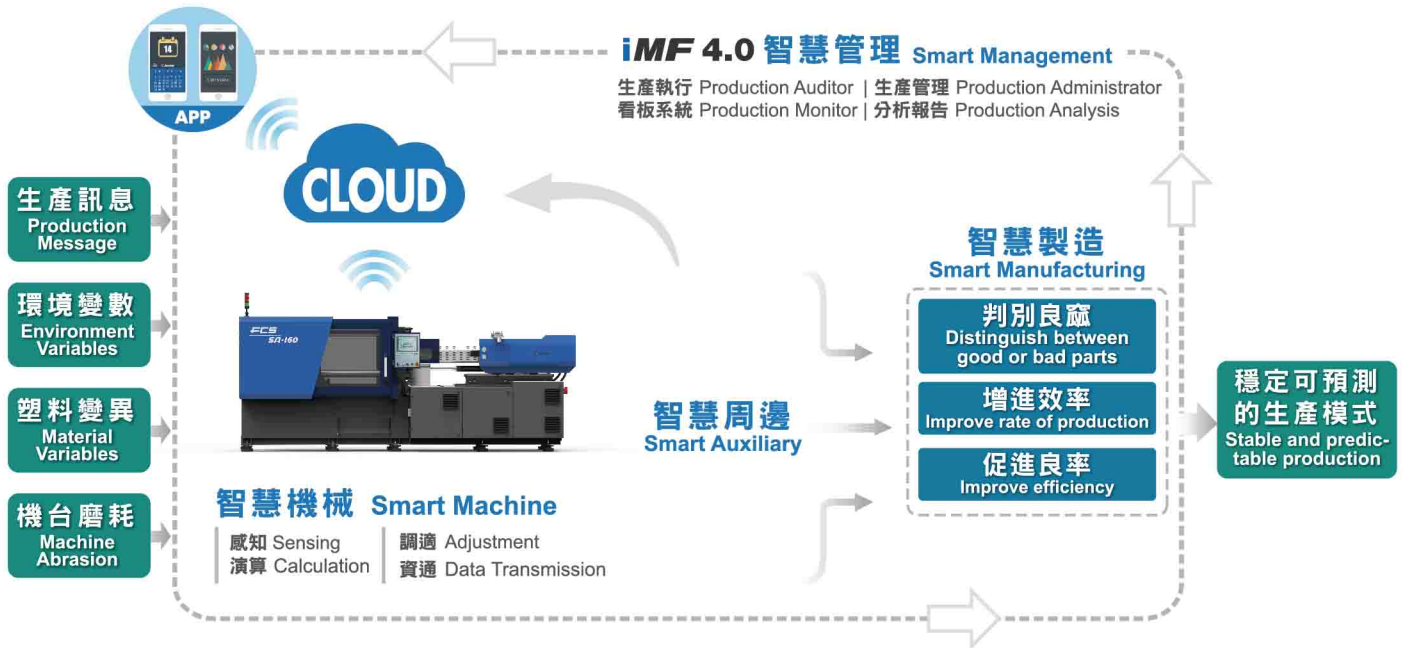 iMF 4.0 智慧管理 Smart Management
生產執行 Production Auditor | 生產管理 Production Administrator
看板系統 Production Monitor | 分析報告 Production Analysis
14
APP
CLOUD
生產訊息
Production
Message
環境變數
Environment
Variables
塑料變異
Material
Variables
機台磨耗
Machine
Abrasion
FCS
SA-160
智慧機械 Smart Machine
感知 Sensing
演算 Calculation
調適 Adjustment
資通 Data Transmission
智慧周邊
Smart Auxiliary
智慧製造
Smart Manufacturing
判別良窳
Distinguish between
good or bad parts
增進效率
Improve rate of production
促進良率
Improve efficiency
穩定可預測
的生產模式
Stable and predic-
table production